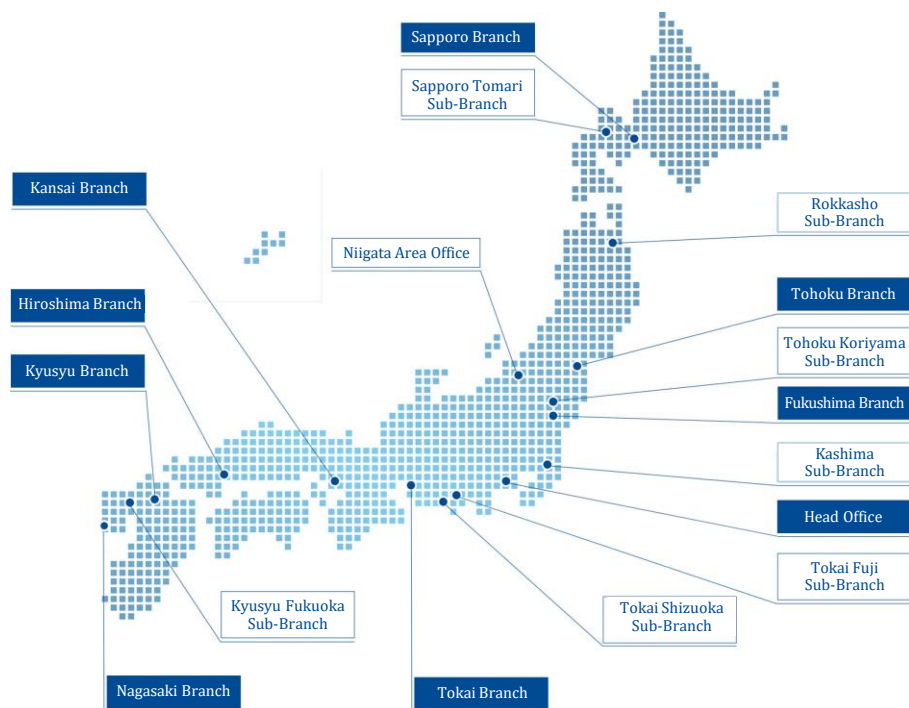 Sapporo Branch
Sapporo Tomari
Sub-Branch
Kansai Branch
Rokkasho
Sub-Branch
Niigata Area Office
Hiroshima Branch
Tohoku Branch
Tohoku Koriyama
Sub-Branch
Kyusyu Branch
Fukushima Branch
Kashima
Sub-Branch
Head Office
Tokai Fuji
Sub-Branch
Kyusyu Fukuoka
Sub-Branch
Tokai Shizuoka
Sub-Branch
Nagasaki Branch
Tokai Branch